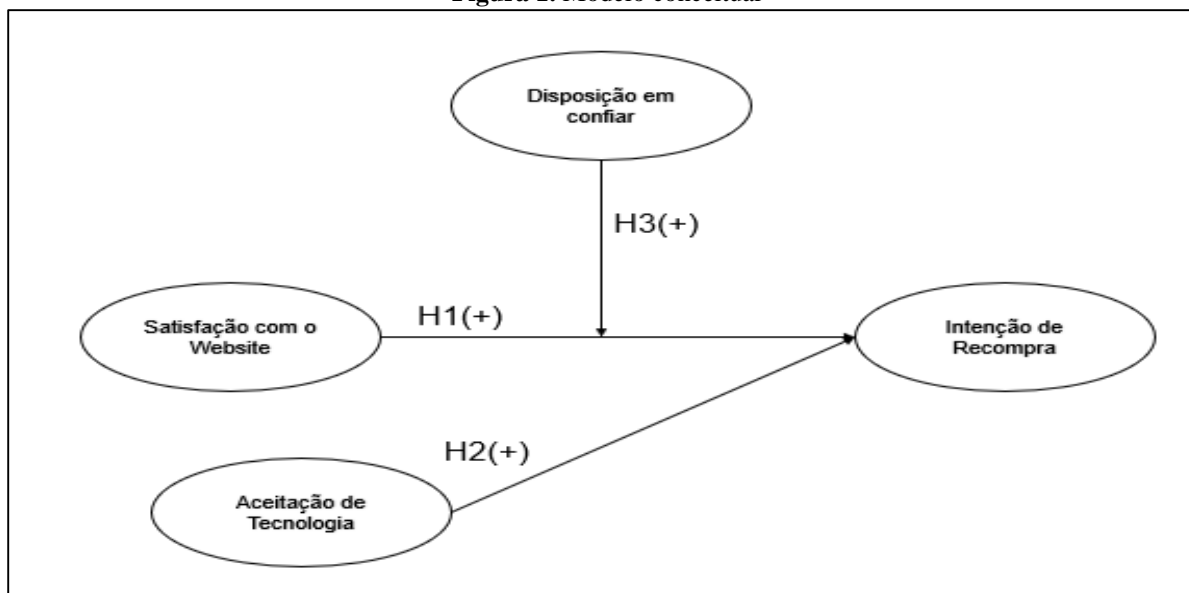 Figura 1. Modelo conceitual
Disposição em
confiar
H3(+)
H1(+)
Satisfação com o
Website
Intenção de
Recompra
H2(+)
Aceitação de
Tecnologia